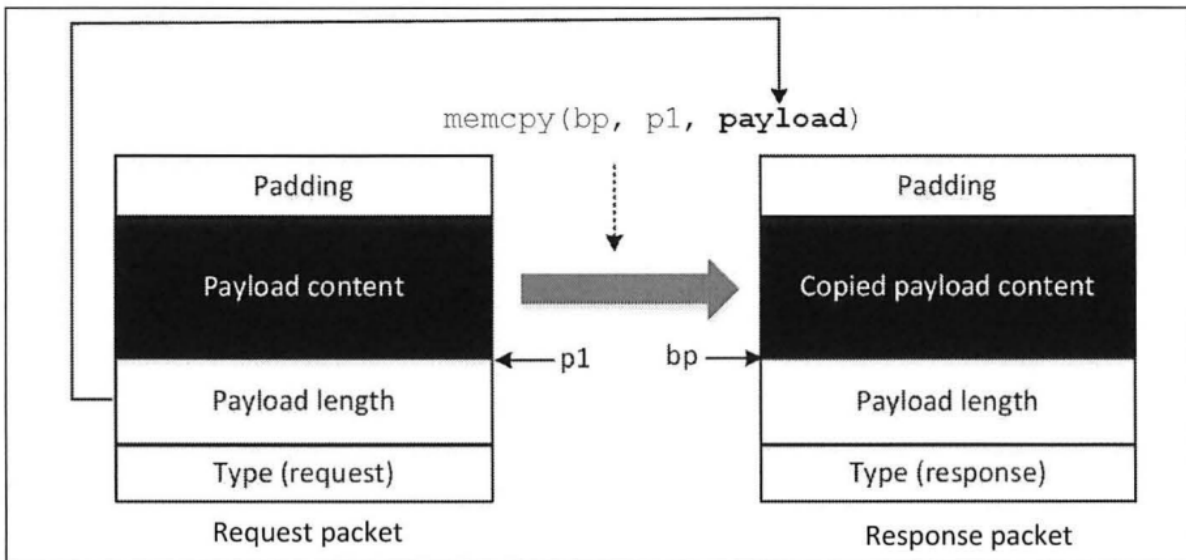 memcpy(bp, p1, payload)
Padding
Padding
Payload content
Copied payload content
p1
bp
Payload length
Payload length
Type (request)
Type (response)
Request packet
Response packet